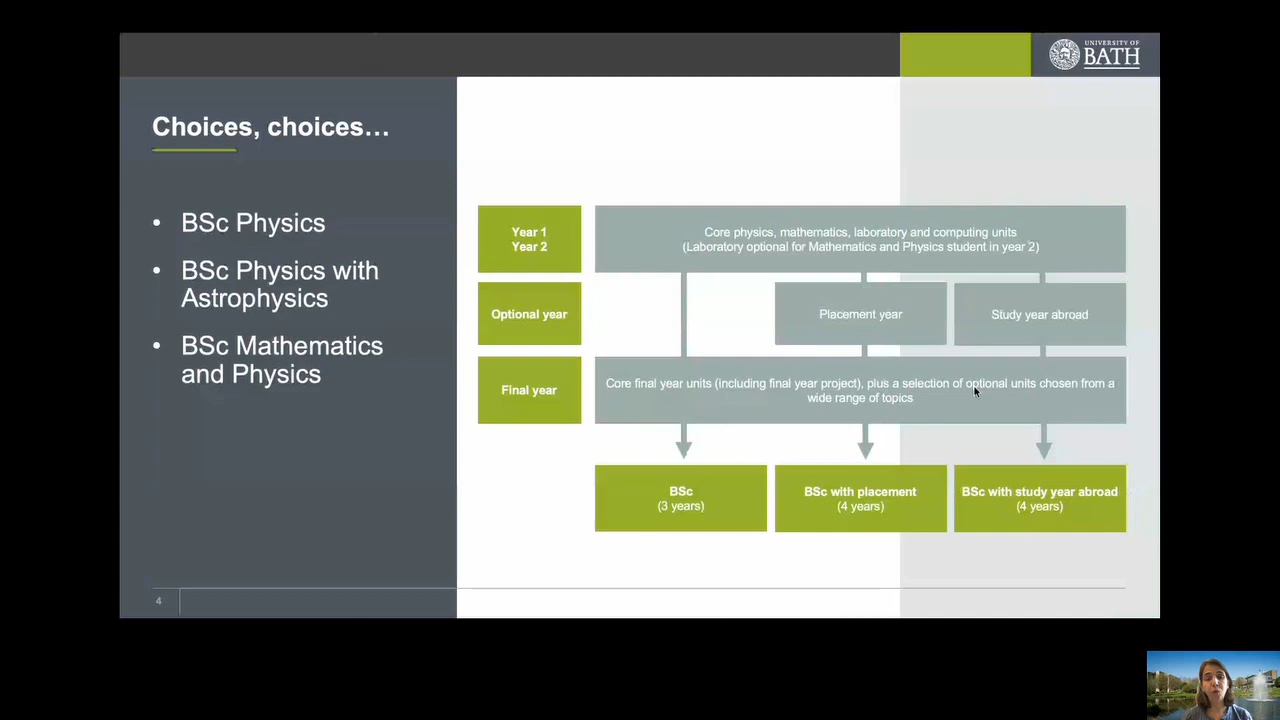 UNIVERSITY OF
BATH
Choices, choices…
• BSc Physics
• BSc Physics with
Astrophysics
• BSc Mathematics
and Physics
Year 1
Year 2
Core physics, mathematics, laboratory and computing units
(Laboratory optional for Mathematics and Physics student in year 2)
Optional year
Placement year
Study year abroad
Final year
Core final year units (including final year project), plus a selection of optional units chosen from a
wide range of topics
BSc
(3 years)
BSc with placement
(4 years)
BSc with study year abroad
(4 years)
4